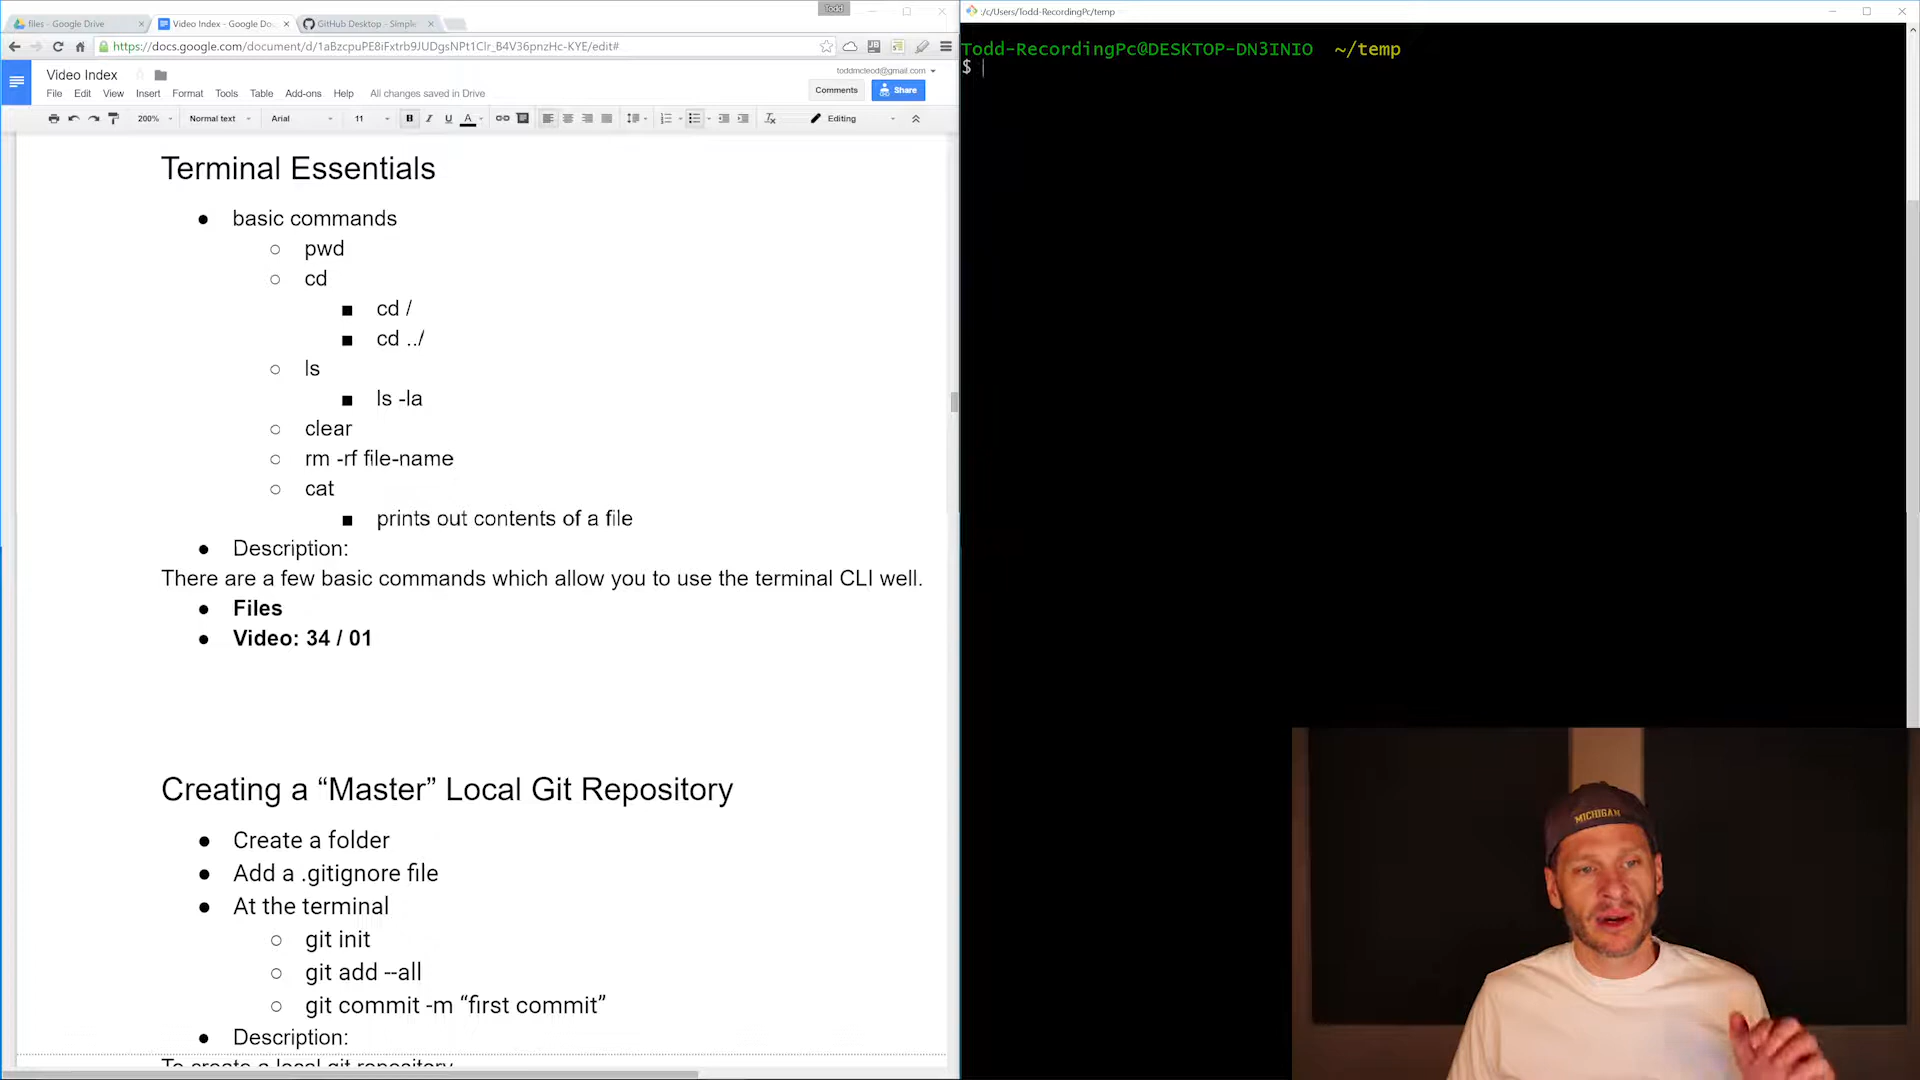 files - Google Drive
Video Index - Google Do
GitHub Desktop - Simple
Todd
https://docs.google.com/document/d/1aBzcpuPE8iFxtrb9JUDgsNPt1Clr_B4V36pnzHc-KYE/edit#
Video Index
toddmcleod@gmail.com
File Edit View Insert Format Tools Table Add-ons Help All changes saved in Drive
Comments
Share
200% Normal text Arial 11 B I U A Editing
Terminal Essentials
basic commands
pwd
cd
cd /
cd ../
ls
ls -la
clear
rm -rf file-name
cat
prints out contents of a file
Description:
There are a few basic commands which allow you to use the terminal CLI well.
Files
Video: 34 / 01
Creating a “Master” Local Git Repository
Create a folder
Add a .gitignore file
At the terminal
git init
git add --all
git commit -m “first commit”
Description:
To create a local git repository
:/c/Users/Todd-RecordingPc/temp
Todd-RecordingPc@DESKTOP-DN3INIO ~/temp
$
MICHIGAN